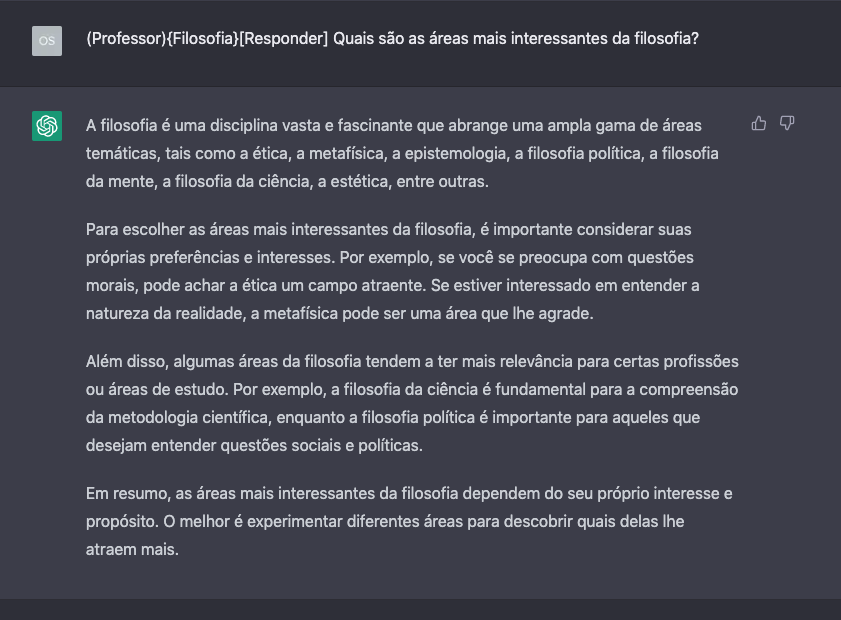 OS
(Professor){Filosofia}[Responder] Quais são as áreas mais interessantes da filosofia?
A filosofia é uma disciplina vasta e fascinante que abrange uma ampla gama de áreas
temáticas, tais como a ética, a metafísica, a epistemologia, a filosofia política, a filosofia
da mente, a filosofia da ciência, a estética, entre outras.
Para escolher as áreas mais interessantes da filosofia, é importante considerar suas
próprias preferências e interesses. Por exemplo, se você se preocupa com questões
morais, pode achar a ética um campo atraente. Se estiver interessado em entender a
natureza da realidade, a metafísica pode ser uma área que lhe agrade.
Além disso, algumas áreas da filosofia tendem a ter mais relevância para certas profissões
ou áreas de estudo. Por exemplo, a filosofia da ciência é fundamental para a compreensão
da metodologia científica, enquanto a filosofia política é importante para aqueles que
desejam entender questões sociais e políticas.
Em resumo, as áreas mais interessantes da filosofia dependem do seu próprio interesse e
propósito. O melhor é experimentar diferentes áreas para descobrir quais delas lhe
atraem mais.